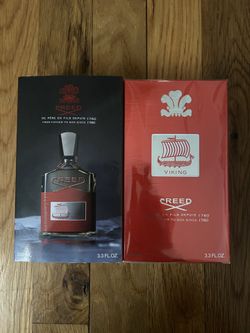 CREED
DE PÈRE EN FILS DEPUIS 1760
FROM FATHER TO SON SINCE 1760
CREED
3.3 FL.OZ.
VIKING
CREED
DE PÈRE EN FILS DEPUIS 1760
FROM FATHER TO SON SINCE 1760
3.3 FL.OZ.